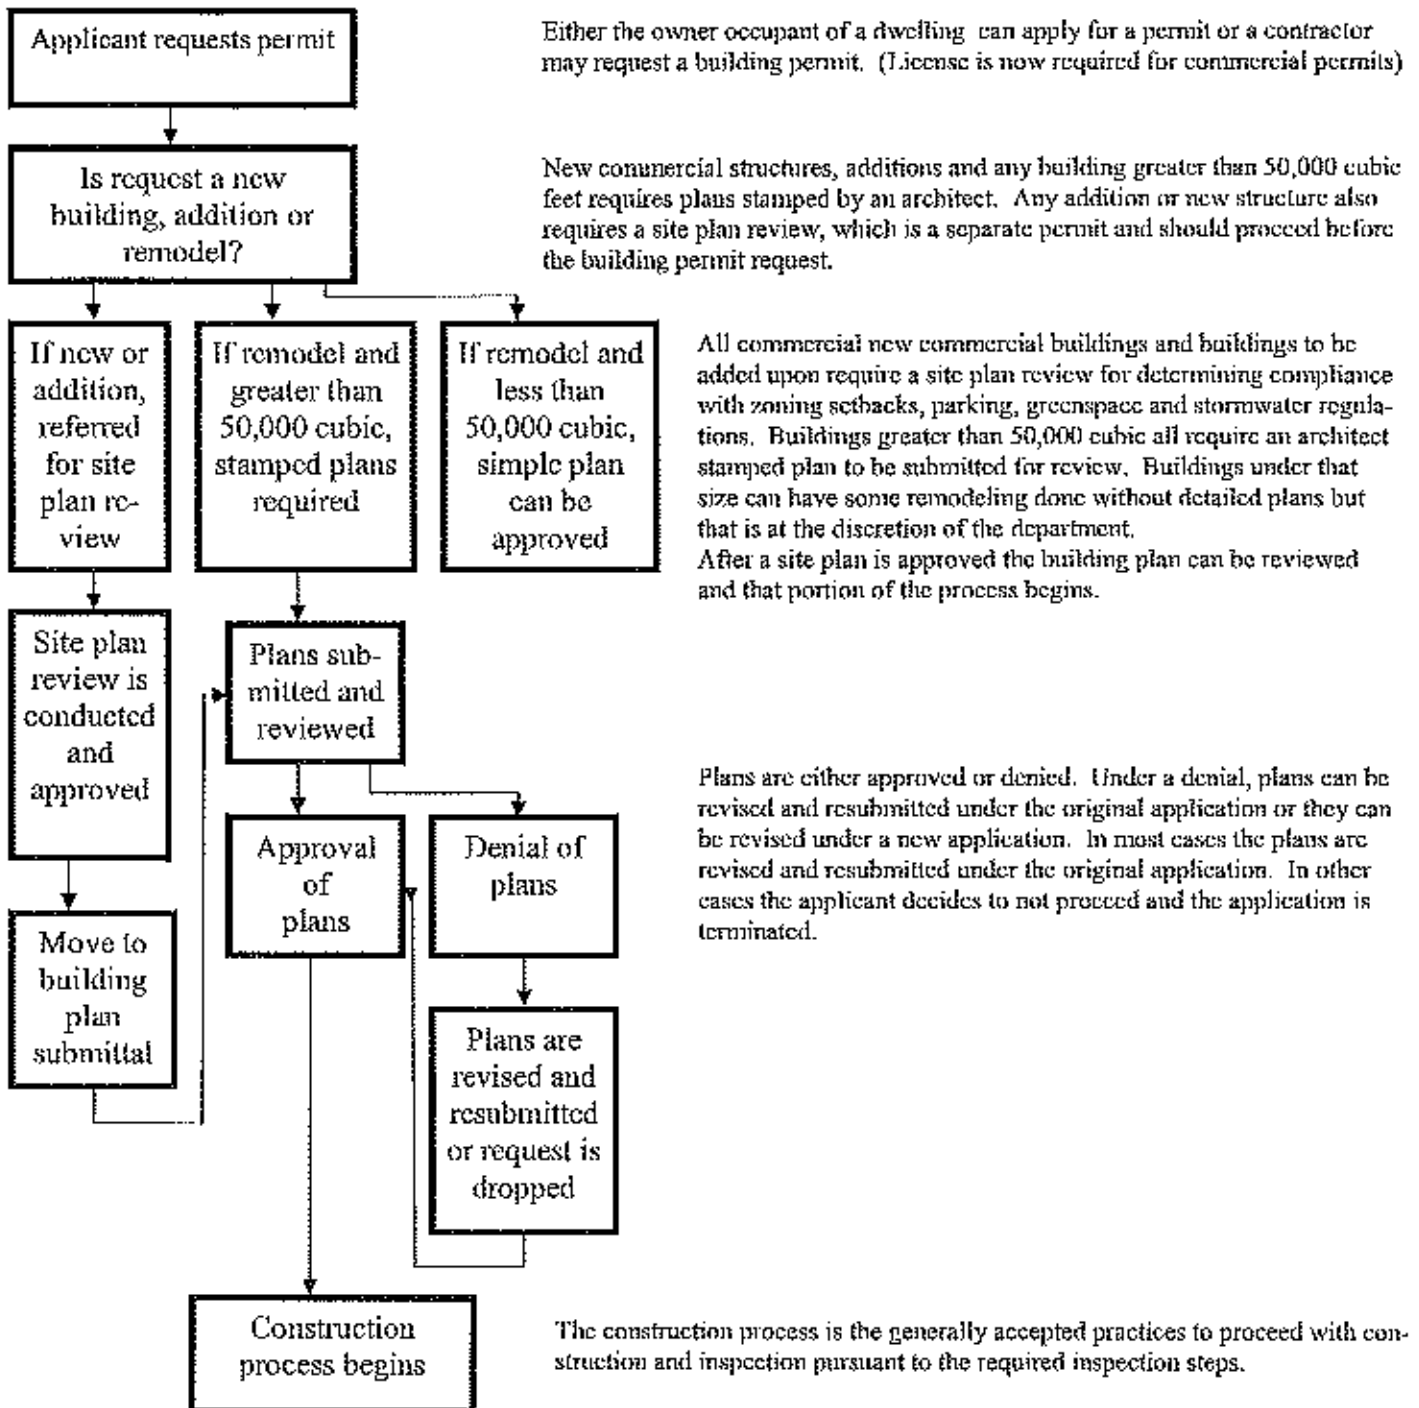 Applicant requests permit
Either the owner occupant of a dwelling can apply for a permit or a contractor
may request a building permit. (License is now required for commercial permits)
Is request a new
building, addition or
remodel?
New commercial structures, additions and any building greater than 50,000 cubic
feet requires plans stamped by an architect. Any addition or new structure also
requires a site plan review, which is a separate permit and should proceed before
the building permit request.
If new or
addition,
referred
for site
plan re-
view
If remodel and
greater than
50,000 cubic,
stamped plans
required
If remodel and
less than
50,000 cubic,
simple plan
can be
approved
All commercial new commercial buildings and buildings to be
added upon require a site plan review for determining compliance
with zoning setbacks, parking, greenspace and stormwater regula-
tions. Buildings greater than 50,000 cubic all require an architect
stamped plan to be submitted for review. Buildings under that
size can have some remodeling done without detailed plans but
that is at the discretion of the department.
After a site plan is approved the building plan can be reviewed
and that portion of the process begins.
Site plan
review is
conducted
and
approved
Plans sub-
mitted and
reviewed
Plans are either approved or denied. Under a denial, plans can be
revised and resubmitted under the original application or they can
be revised under a new application. In most cases the plans are
revised and resubmitted under the original application. In other
cases the applicant decides to not proceed and the application is
terminated.
Approval
of
plans
Denial of
plans
Move to
building
plan
submittal
Plans are
revised and
resubmitted
or request is
dropped
Construction
process begins
The construction process is the generally accepted practices to proceed with con-
struction and inspection pursuant to the required inspection steps.